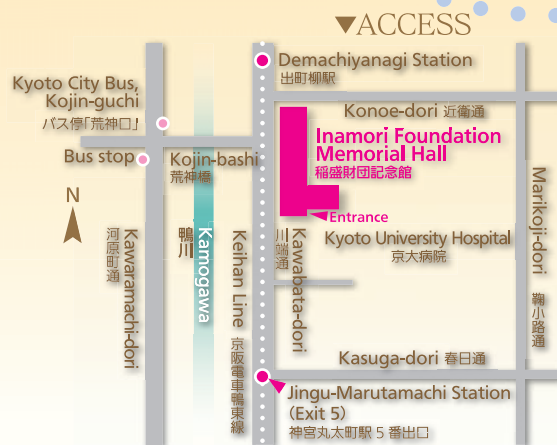 ▼ACCESS
Demachiyanagi Station
出町柳駅
Kyoto City Bus,
Kojin-guchi
バス停「荒神口」
Konoe-dori 近衛通
Inamori Foundation
Memorial Hall
稲盛財団記念館
Bus stop
Kojin-bashi
荒神橋
Entrance
N
Kyoto University Hospital
京大病院
Kawaramachi-dori
河原町通
Kamogawa
鴨川
Keihan Line 京阪電車鴨東線
Kawabata-dori
川端通
Marikoji-dori
鞠小路通
Kasuga-dori 春日通
Jingu-Marutamachi Station
(Exit 5)
神宮丸太町駅 5 番出口